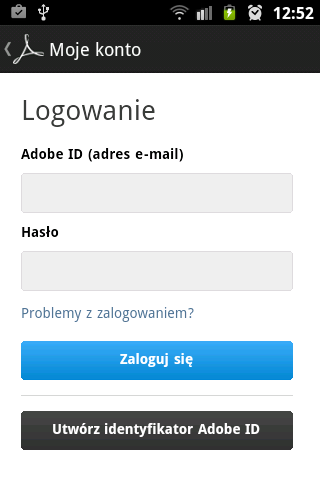 12:52
Moje konto
Logowanie
Adobe ID (adres e-mail)
Hasło
Problemy z zalogowaniem?
Zaloguj się
Utwórz identyfikator Adobe ID